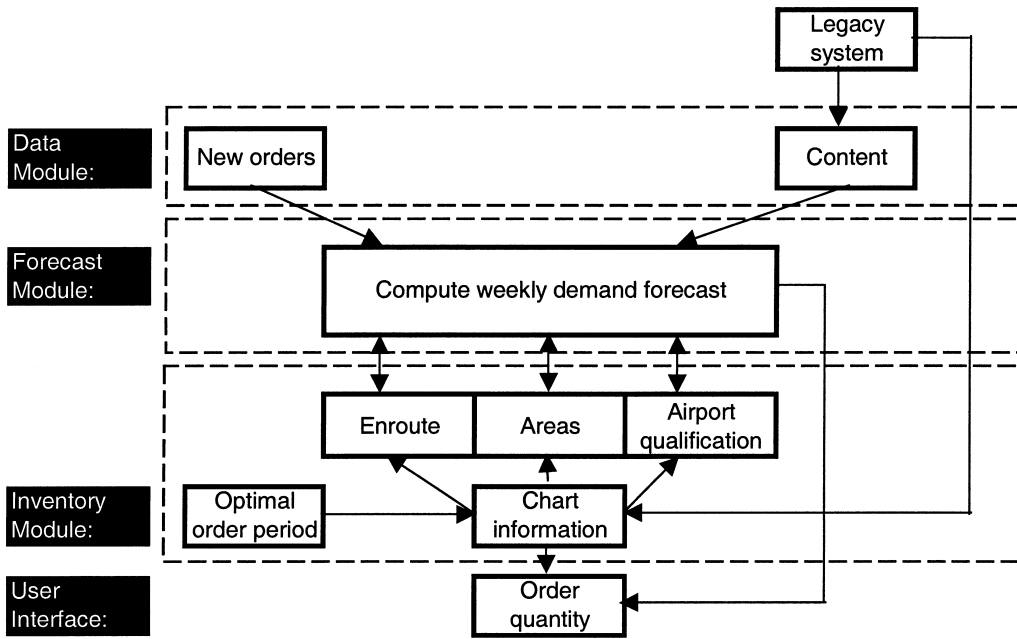 Legacy
system
Data
Module:
New orders
Content
Forecast
Module:
Compute weekly demand forecast
Enroute
Areas
Airport
qualification
Inventory
Module:
Optimal
order period
Chart
information
User
Interface:
Order
quantity